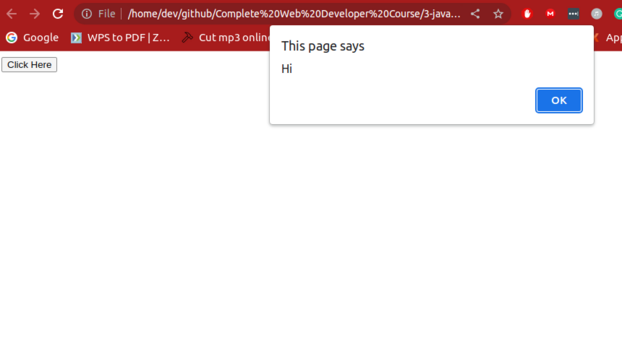 File /home/dev/github/Complete%20Web%20Developer%20Course/3-java...
Google WPS to PDF | Z... Cut mp3 online
Click Here
This page says
Hi
OK